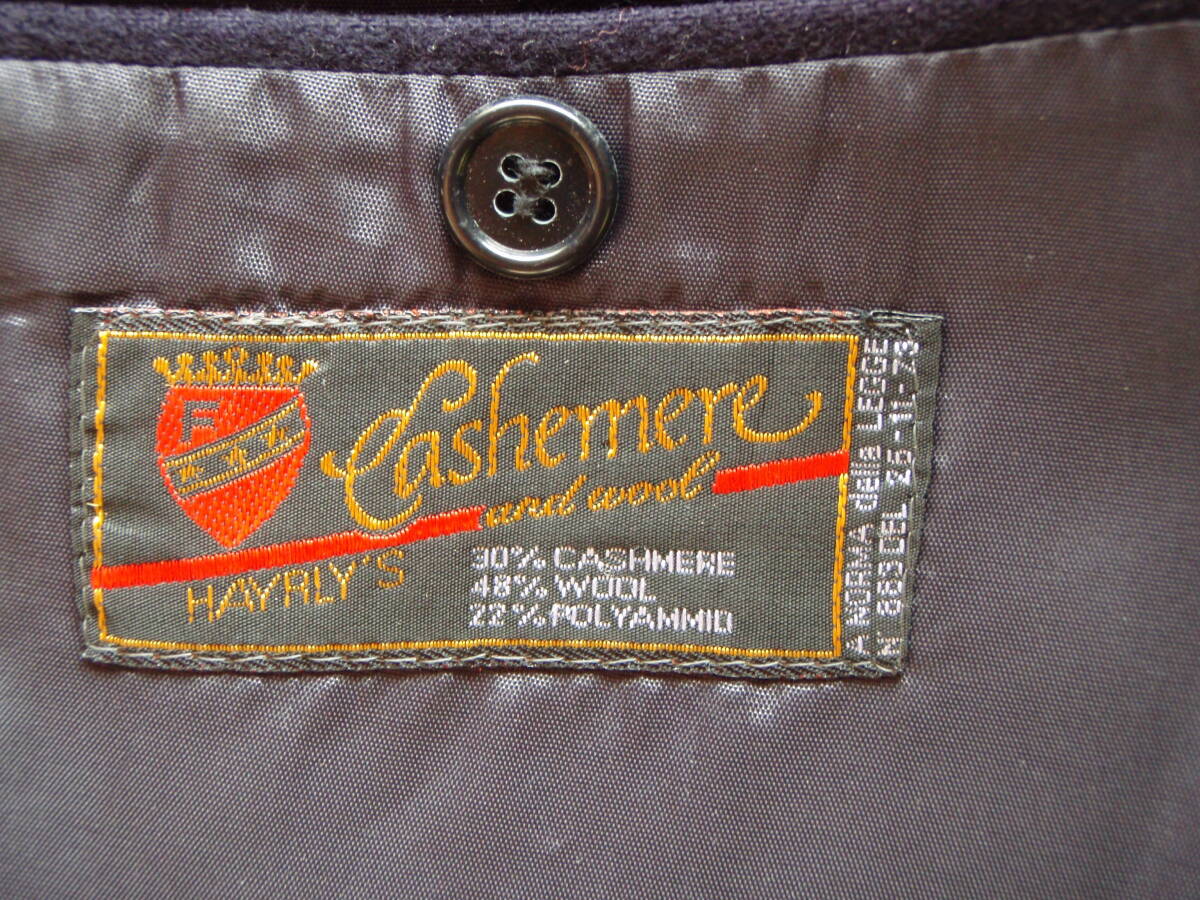 F
Cashemere
and wool
HAYRLY'S
30% CASHMERE
48% WOOL
22% POLYAMMID
A NORMA della LEGGE
N° 883 DEL 26-11-73